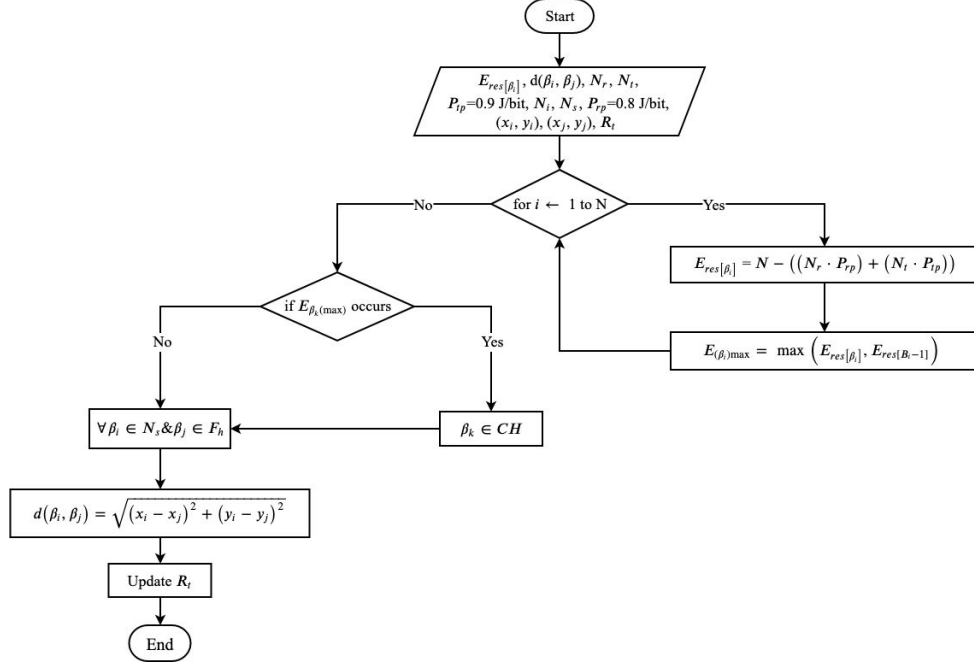 Start
E_res[β_i], d(β_i, β_j), N_r, N_t,
P_tp=0.9 J/bit, N_i, N_s, P_rp=0.8 J/bit,
(x_i, y_i), (x_j, y_j), R_t
for i ← 1 to N
No
Yes
E_res[β_i] = N − ((N_r · P_rp) + (N_t · P_tp))
E_(β_i)max = max (E_res[β_i], E_res[B_i−1])
if E_β_k(max) occurs
No
Yes
∀ β_i ∈ N_s&β_j ∈ F_h
β_k ∈ CH
d(β_i, β_j) = √((x_i − x_j)² + (y_i − y_j)²)
Update R_t
End